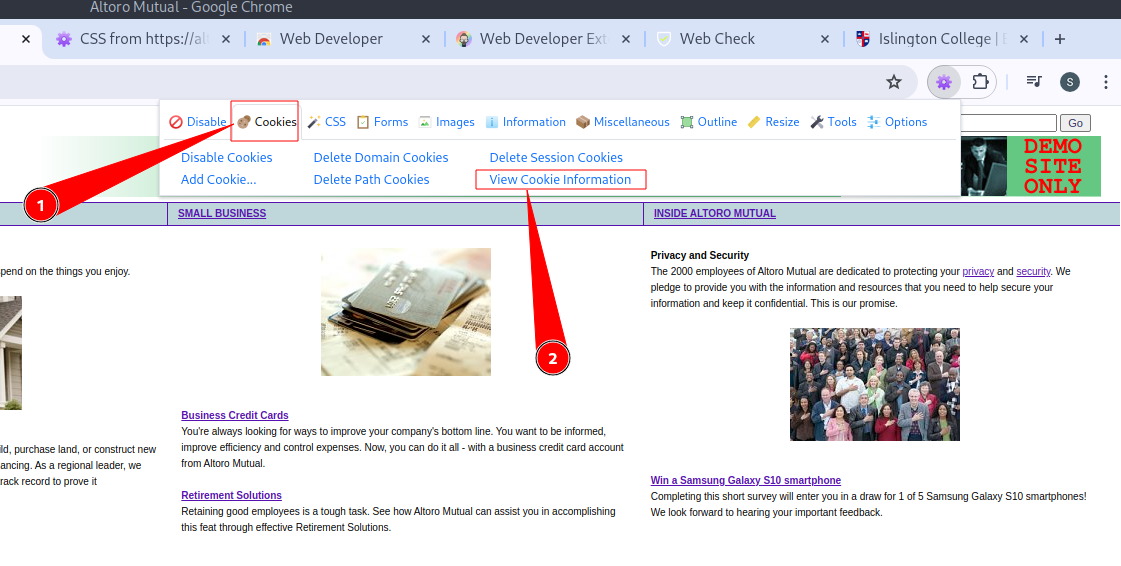 Altoro Mutual - Google Chrome
CSS from https://al
Web Developer
Web Developer Ext
Web Check
Islington College |
S
Disable
Cookies
CSS
Forms
Images
Information
Miscellaneous
Outline
Resize
Tools
Options
Go
Disable Cookies
Delete Domain Cookies
Delete Session Cookies
Add Cookie...
Delete Path Cookies
View Cookie Information
DEMO
SITE
ONLY
1
SMALL BUSINESS
INSIDE ALTORO MUTUAL
pend on the things you enjoy.
ild, purchase land, or construct new
ancing. As a regional leader, we
rack record to prove it
2
Business Credit Cards
You're always looking for ways to improve your company's bottom line. You want to be informed,
improve efficiency and control expenses. Now, you can do it all - with a business credit card account
from Altoro Mutual.
Retirement Solutions
Retaining good employees is a tough task. See how Altoro Mutual can assist you in accomplishing
this feat through effective Retirement Solutions.
Privacy and Security
The 2000 employees of Altoro Mutual are dedicated to protecting your privacy and security. We
pledge to provide you with the information and resources that you need to help secure your
information and keep it confidential. This is our promise.
Win a Samsung Galaxy S10 smartphone
Completing this short survey will enter you in a draw for 1 of 5 Samsung Galaxy S10 smartphones!
We look forward to hearing your important feedback.